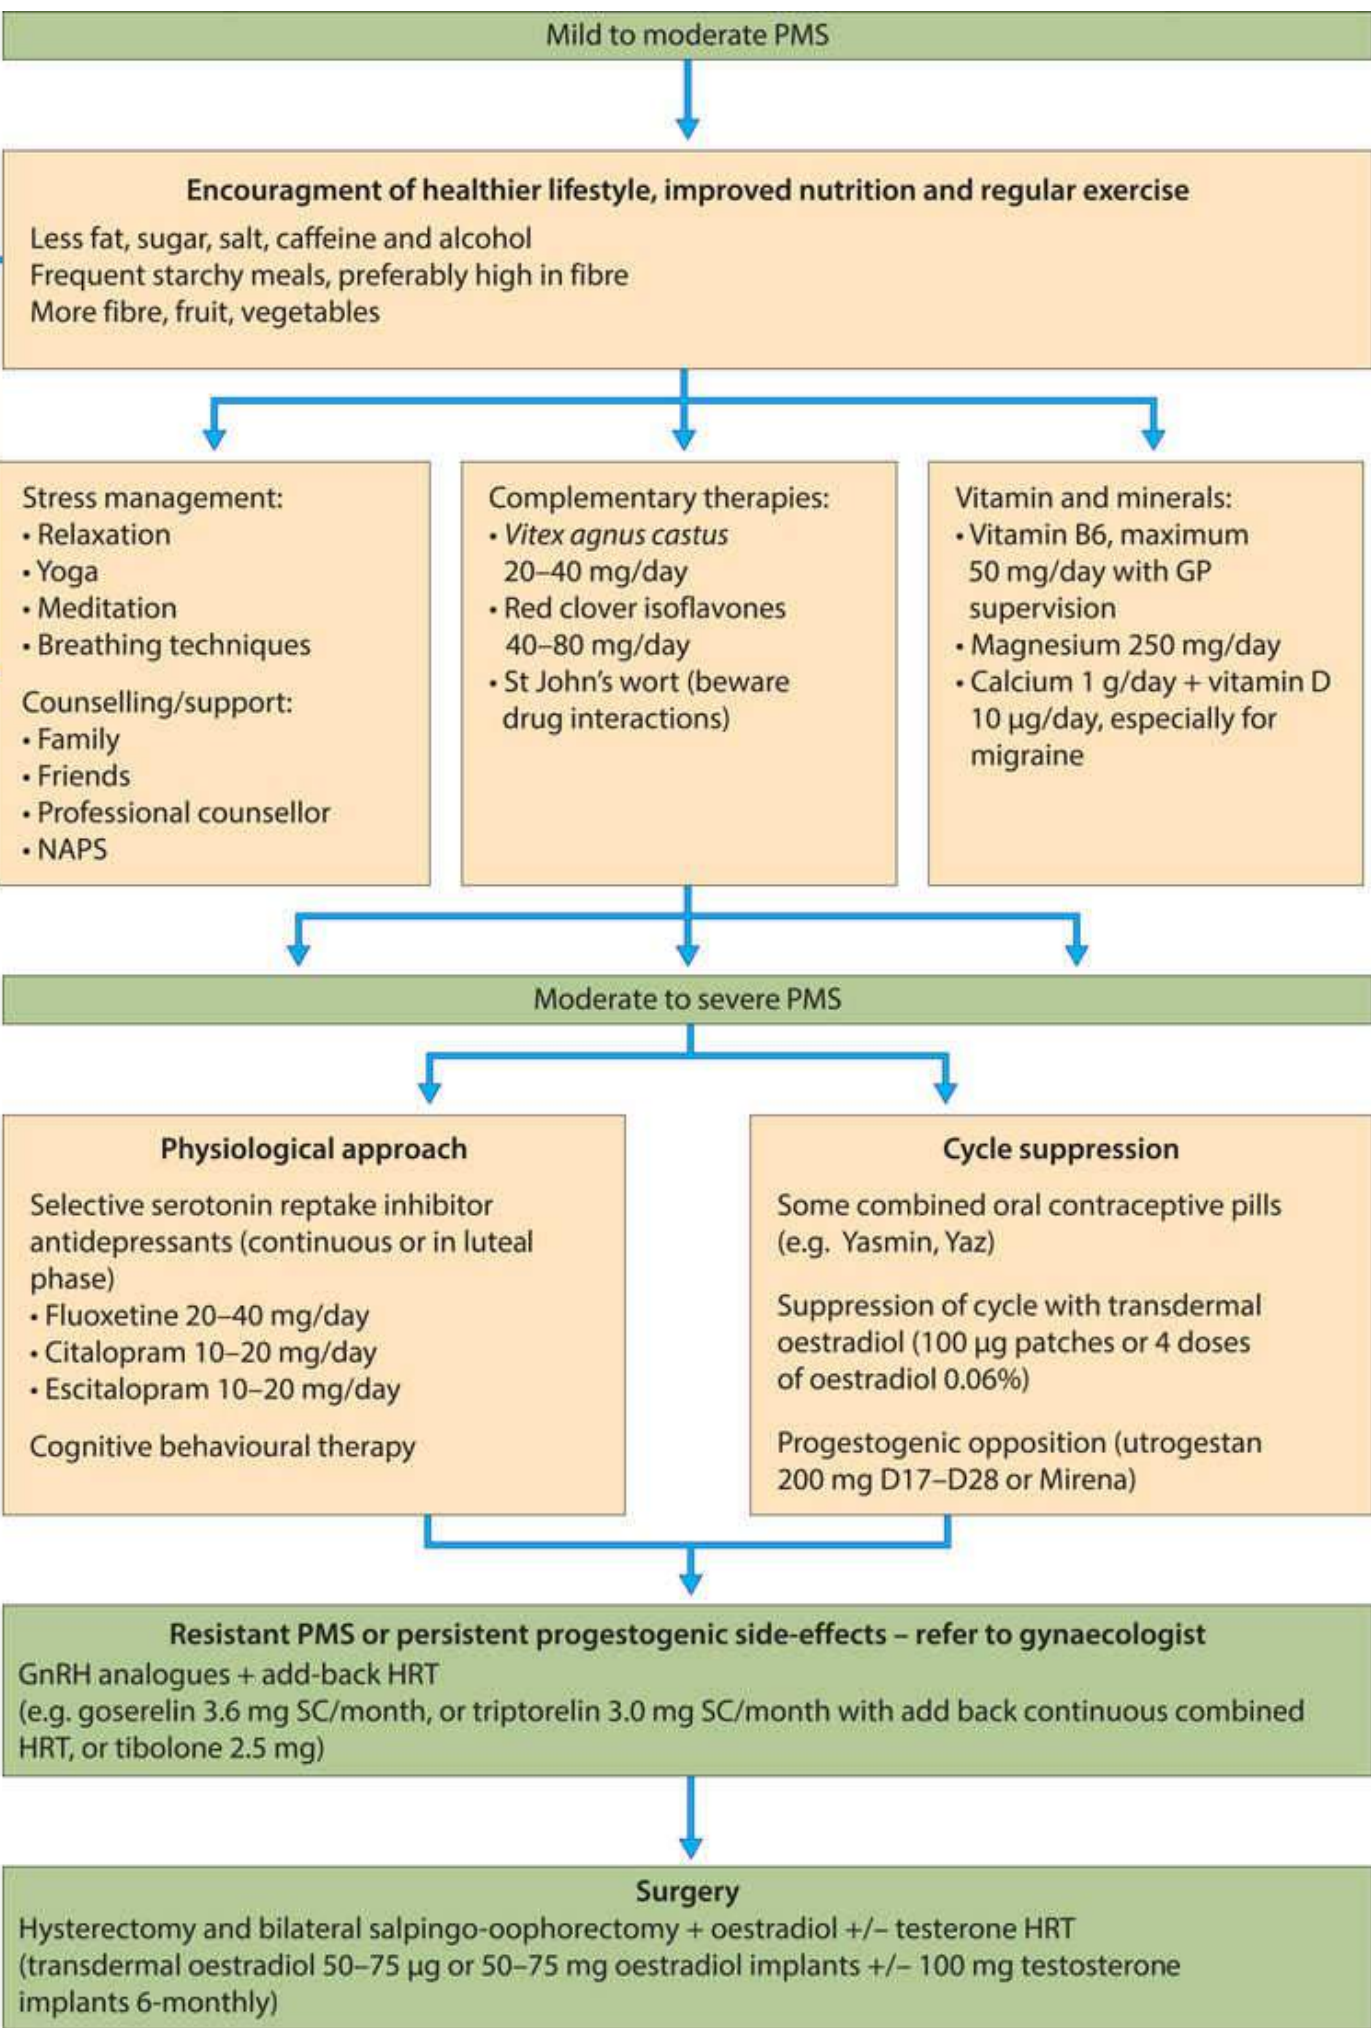 Mild to moderate PMS
Encouragment of healthier lifestyle, improved nutrition and regular exercise
Less fat, sugar, salt, caffeine and alcohol
Frequent starchy meals, preferably high in fibre
More fibre, fruit, vegetables
Stress management:
• Relaxation
• Yoga
• Meditation
• Breathing techniques
Counselling/support:
• Family
• Friends
• Professional counsellor
• NAPS
Complementary therapies:
• Vitex agnus castus
20–40 mg/day
• Red clover isoflavones
40–80 mg/day
• St John's wort (beware
drug interactions)
Vitamin and minerals:
• Vitamin B6, maximum
50 mg/day with GP
supervision
• Magnesium 250 mg/day
• Calcium 1 g/day + vitamin D
10 µg/day, especially for
migraine
Moderate to severe PMS
Physiological approach
Selective serotonin reptake inhibitor
antidepressants (continuous or in luteal
phase)
• Fluoxetine 20–40 mg/day
• Citalopram 10–20 mg/day
• Escitalopram 10–20 mg/day
Cognitive behavioural therapy
Cycle suppression
Some combined oral contraceptive pills
(e.g. Yasmin, Yaz)
Suppression of cycle with transdermal
oestradiol (100 µg patches or 4 doses
of oestradiol 0.06%)
Progestogenic opposition (utrogestan
200 mg D17–D28 or Mirena)
Resistant PMS or persistent progestogenic side-effects – refer to gynaecologist
GnRH analogues + add-back HRT
(e.g. goserelin 3.6 mg SC/month, or triptorelin 3.0 mg SC/month with add back continuous combined
HRT, or tibolone 2.5 mg)
Surgery
Hysterectomy and bilateral salpingo-oophorectomy + oestradiol +/– testerone HRT
(transdermal oestradiol 50–75 µg or 50–75 mg oestradiol implants +/– 100 mg testosterone
implants 6-monthly)